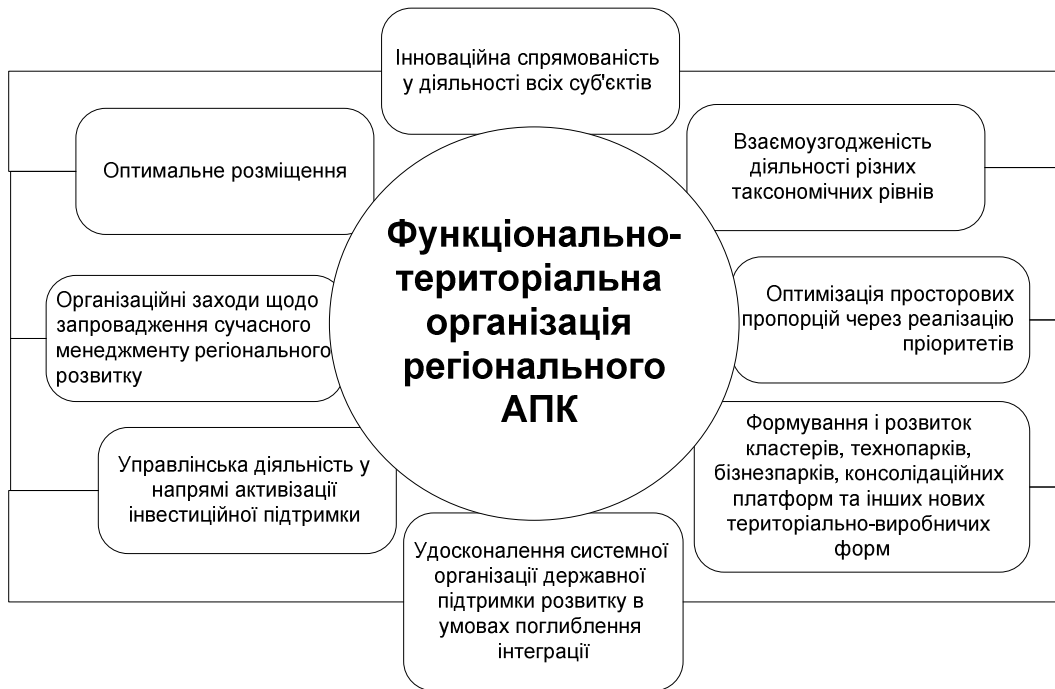 Інноваційна спрямованість
у діяльності всіх суб'єктів
Оптимальне розміщення
Взаємоузгодженість
діяльності різних
таксономічних рівнів
Функціонально-
територіальна
організація
регіонального
АПК
Організаційні заходи щодо
запровадження сучасного
менеджменту регіонального
розвитку
Оптимізація просторових
пропорцій через реалізацію
пріоритетів
Управлінська діяльність у
напрямі активізації
інвестиційної підтримки
Формування і розвиток
кластерів, технопарків,
бізнезпарків, консолідаційних
платформ та інших нових
територіально-виробничих
форм
Удосконалення системної
організації державної
підтримки розвитку в
умовах поглиблення
інтеграції